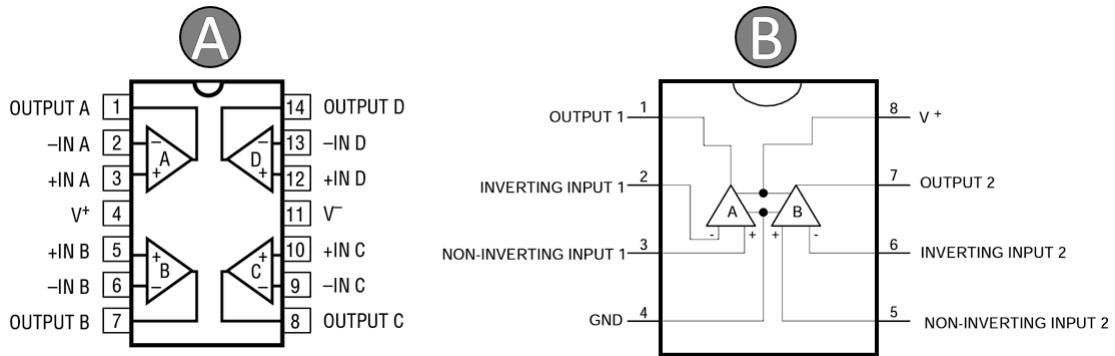 A
B
OUTPUT A 1 14 OUTPUT D
–IN A 2 – – 13 –IN D
A D
+IN A 3 + + 12 +IN D
V+ 4 11 V–
+IN B 5 + + 10 +IN C
B C
–IN B 6 – – 9 –IN C
OUTPUT B 7 8 OUTPUT C
OUTPUT 1 1 8 V +
INVERTING INPUT 1 2 7 OUTPUT 2
A B
- + + -
NON-INVERTING INPUT 1 3 6 INVERTING INPUT 2
GND 4 5 NON-INVERTING INPUT 2